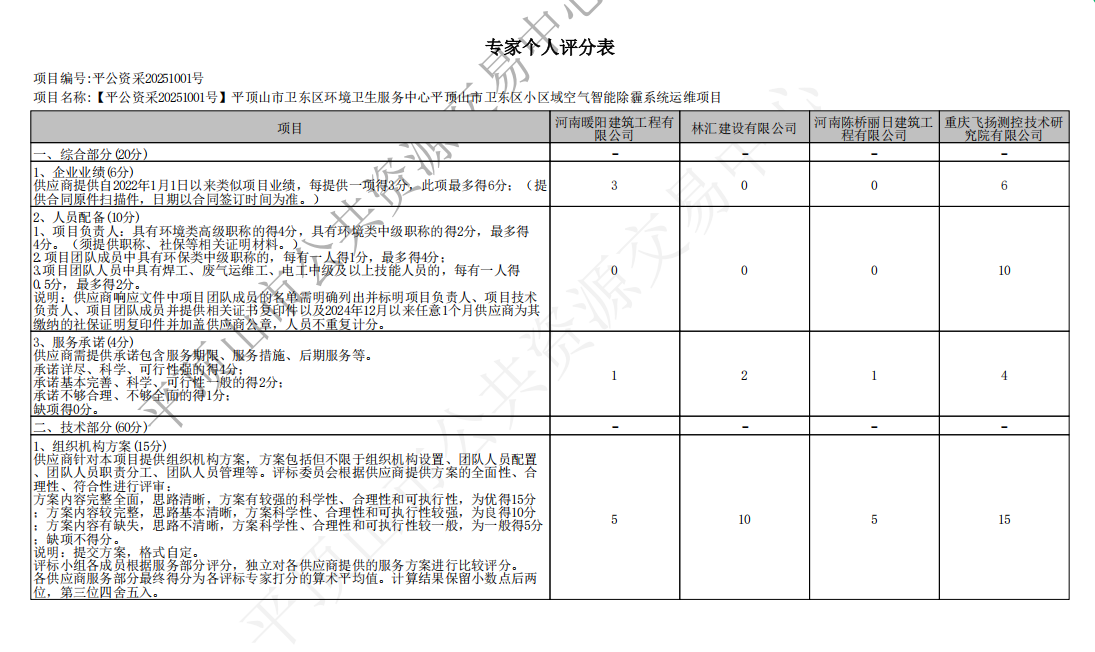 专家个人评分表
项目编号:平公资采20251001号
项目名称:【平公资采20251001号】平顶山市卫东区环境卫生服务中心平顶山市卫东区小区域空气智能除霾系统运维项目
项目
河南暖阳建筑工程有
限公司
林汇建设有限公司
河南陈桥丽日建筑工
程有限公司
重庆飞扬测控技术研
究院有限公司
一、综合部分(20分)
- - - -
1、企业业绩(6分)
供应商提供自2022年1月1日以来类似项目业绩，每提供一项得3分，此项最多得6分；（提
供合同原件扫描件，日期以合同签订时间为准。）
3 0 0 6
2、人员配备(10分)
1、项目负责人：具有环境类高级职称的得4分，具有环境类中级职称的得2分，最多得
4分。（须提供职称、社保等相关证明材料。）
2.项目团队成员中具有环保类中级职称的，每有一人得1分，最多得4分；
3.项目团队人员中具有焊工、废气运维工、电工中级及以上技能人员的，每有一人得
0.5分，最多得2分。
说明：供应商响应文件中项目团队成员的名单需明确列出并标明项目负责人、项目技术
负责人、项目团队成员并提供相关证书复印件以及2024年12月以来任意1个月供应商为其
缴纳的社保证明复印件并加盖供应商公章，人员不重复计分。
0 0 0 10
3、服务承诺(4分)
供应商需提供承诺包含服务期限、服务措施、后期服务等。
承诺详尽、科学、可行性强的得4分；
承诺基本完善、科学、可行性一般的得2分；
承诺不够合理、不够全面的得1分；
缺项得0分。
1 2 1 4
二、技术部分(60分)
- - - -
1、组织机构方案(15分)
供应商针对本项目提供组织机构方案，方案包括但不限于组织机构设置、团队人员配置
、团队人员职责分工、团队人员管理等。评标委员会根据供应商提供方案的全面性、合
理性、符合性进行评审；
方案内容完整全面，思路清晰，方案有较强的科学性、合理性和可执行性，为优得15分
；方案内容较完整，思路基本清晰，方案科学性、合理性和可执行性较强，为良得10分
；方案内容有缺失，思路不清晰，方案科学性、合理性和可执行性较一般，为一般得5分
；缺项不得分。
说明：提交方案，格式自定。
评标小组各成员根据服务部分评分，独立对各供应商提供的服务方案进行比较评分。
各供应商服务部分最终得分为各评标专家打分的算术平均值。计算结果保留小数点后两
位，第三位四舍五入。
5 10 5 15
平顶山市公共资源交易中心
平顶山市公共资源交易中心